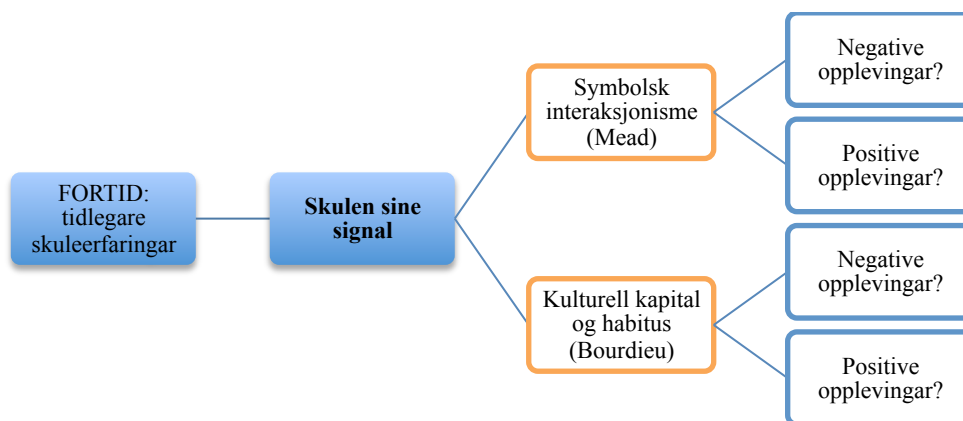 FORTID:
tidlegare
skuleerfaringar
Skulen sine
signal
Symbolsk
interaksjonisme
(Mead)
Negative
opplevingar?
Positive
opplevingar?
Kulturell kapital
og habitus
(Bourdieu)
Negative
opplevingar?
Positive
opplevingar?